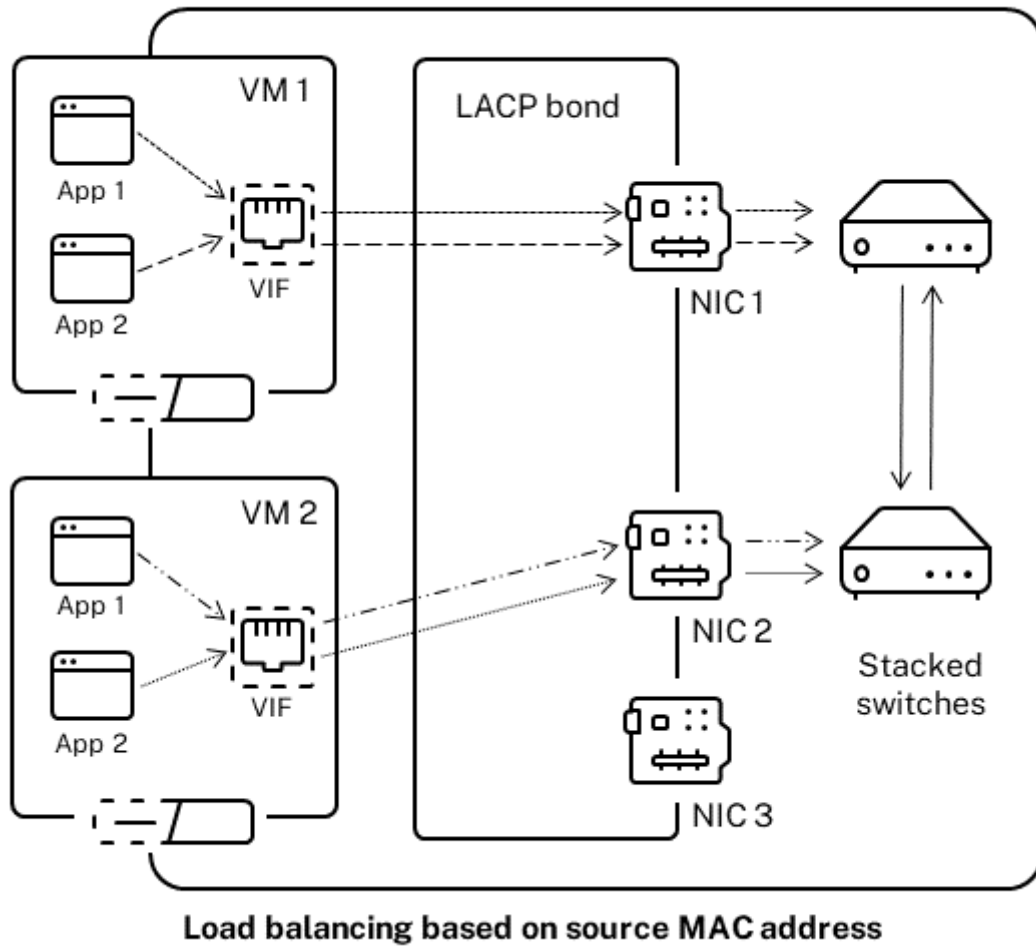 VM 1
App 1
App 2
VIF
LACP bond
NIC 1
VM 2
App 1
App 2
VIF
NIC 2
NIC 3
Stacked
switches
Load balancing based on source MAC address